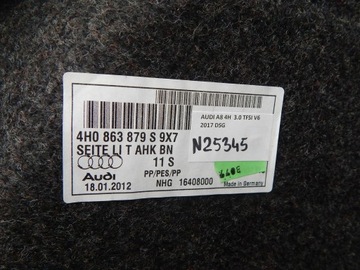 4H0 863 879 S 9X7
SEITE LI T AHK BN
11 S
Audi
PP/PES/PP
18.01.2012
NHG 16408000
Made in Germany
AUDI A8 4H 3.0 TFSI V6
2017 DSG
N25345